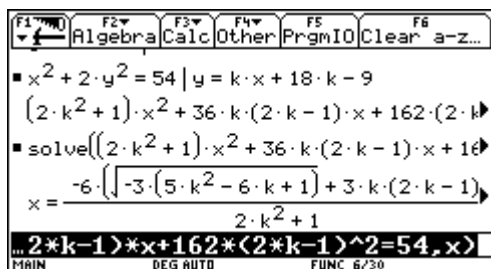 F1 F2 F3 F4 F5 F6
Algebra Calc Other PrgmIO Clear a-z…
▪ x² + 2·y² = 54 | y = k·x + 18·k − 9
(2·k² + 1)·x² + 36·k·(2·k − 1)·x + 162·(2·k▶
▪ solve((2·k² + 1)·x² + 36·k·(2·k − 1)·x + 16▶
x = -6·(√(-3·(5·k² − 6·k + 1)) + 3·k·(2·k − 1)▶ / 2·k² + 1
…2*k-1)*x+162*(2*k-1)^2=54,x)
MAIN DEG AUTO FUNC 6/30